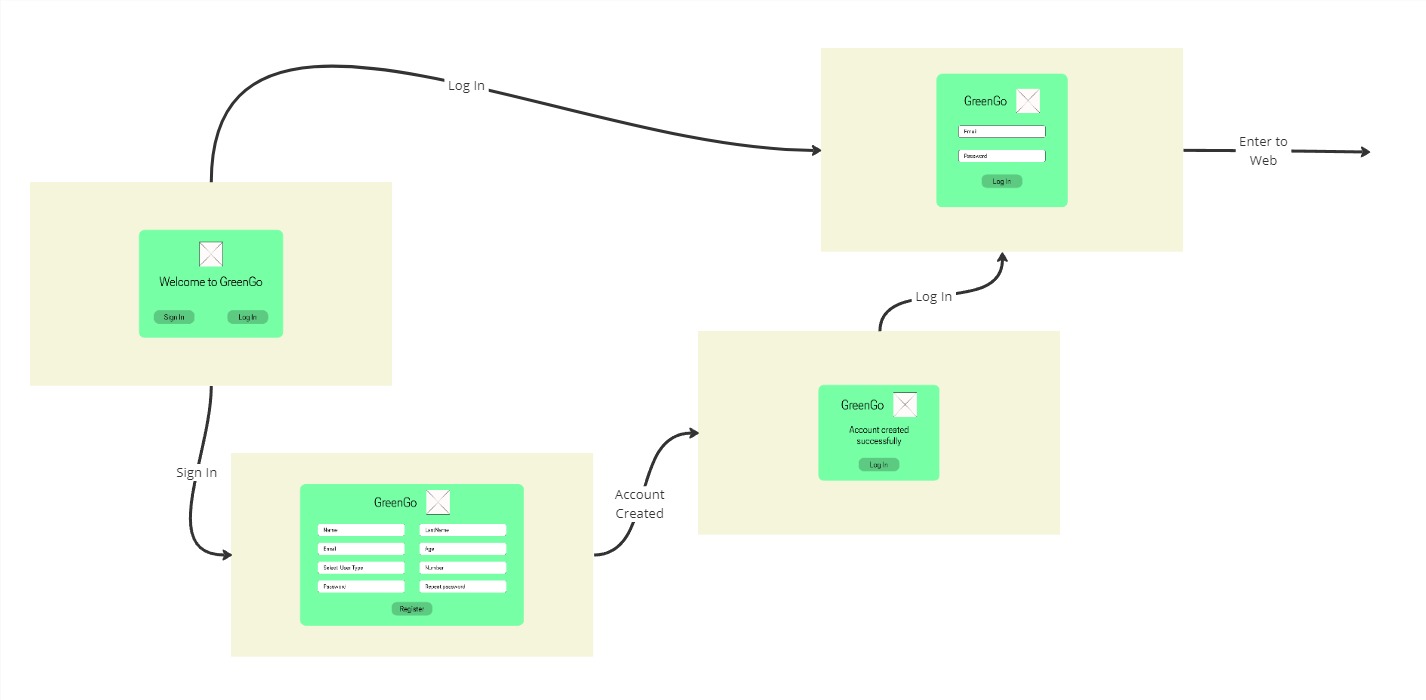 Log In
GreenGo
Email
Password
Log In
Enter to
Web
Welcome to GreenGo
Sign In
Log In
Log In
GreenGo
Account created
successfully
Log In
Sign In
GreenGo
Name
LastName
Email
Age
Select User Type
Number
Password
Repeat password
Register
Account
Created